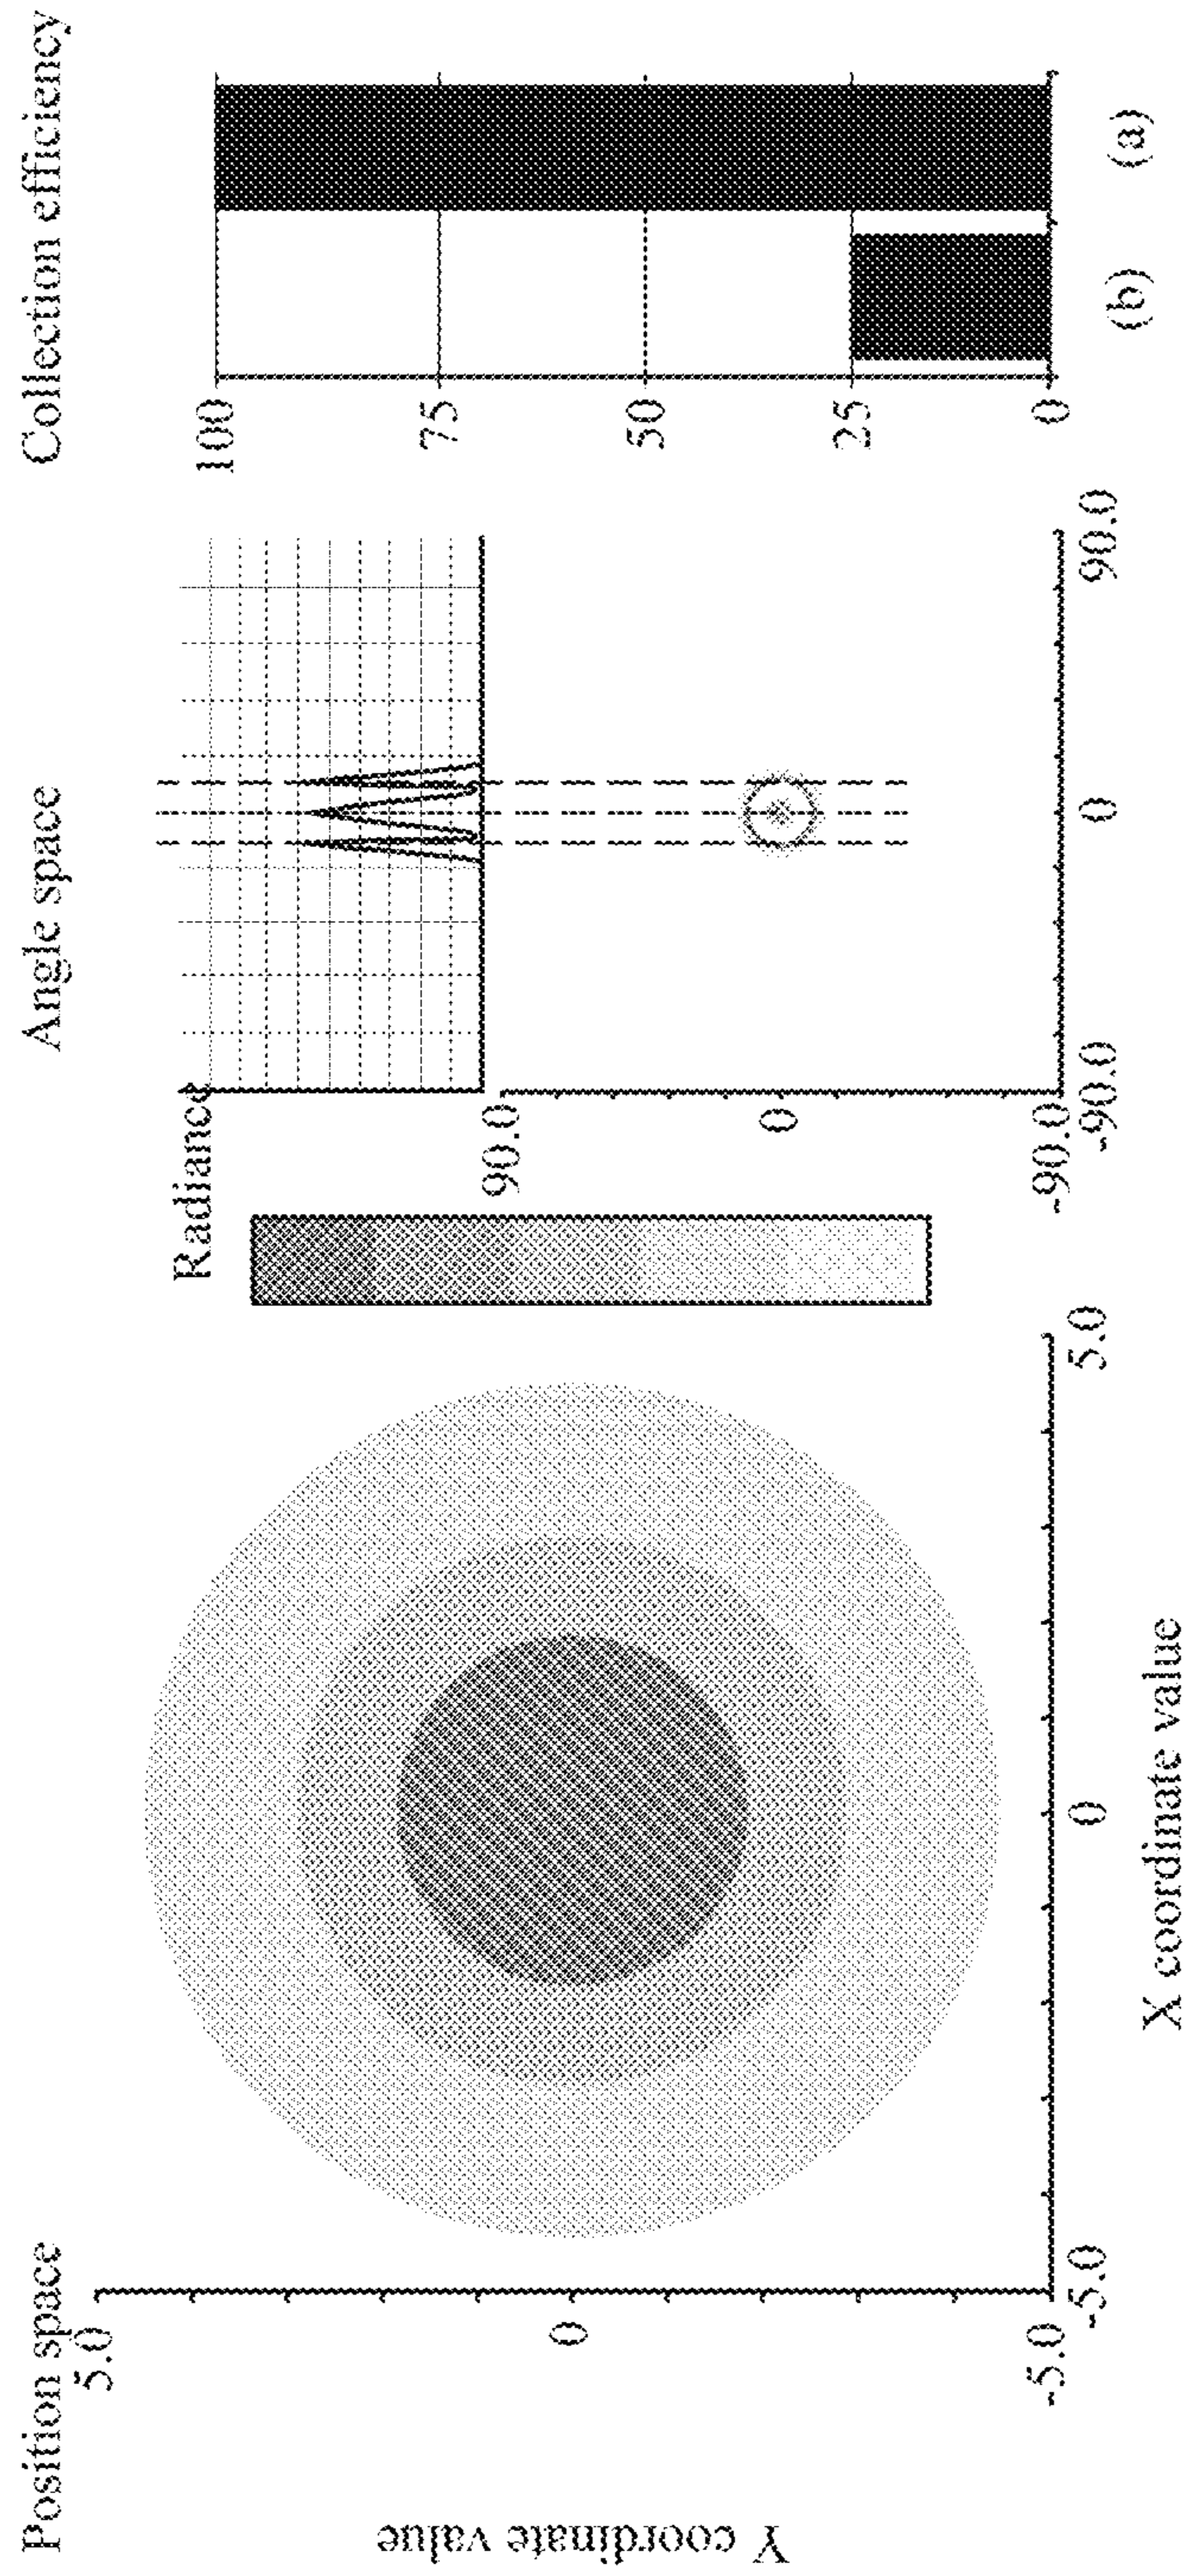 Position space
5.0
0
-5.0
Y coordinate value
-5.0
0
5.0
X coordinate value
Radiance
Angle space
90.0
0
-90.0
-90.0
0
90.0
Collection efficiency
100
75
50
25
0
(b)
(a)